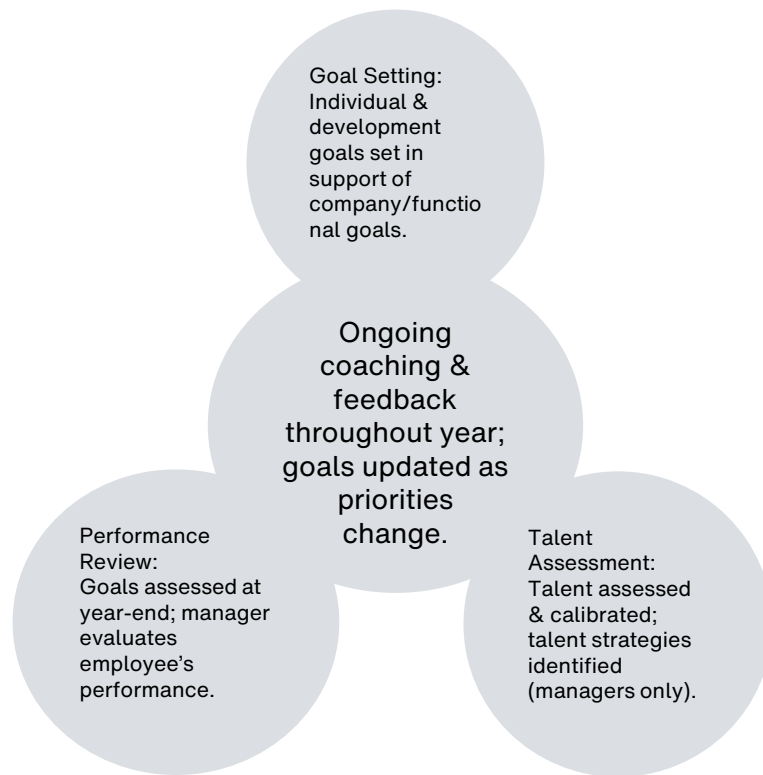 Goal Setting:
Individual &
development
goals set in
support of
company/functio
nal goals.
Ongoing
coaching &
feedback
throughout year;
goals updated as
priorities
change.
Performance
Review:
Goals assessed at
year-end; manager
evaluates
employee’s
performance.
Talent
Assessment:
Talent assessed
& calibrated;
talent strategies
identified
(managers only).